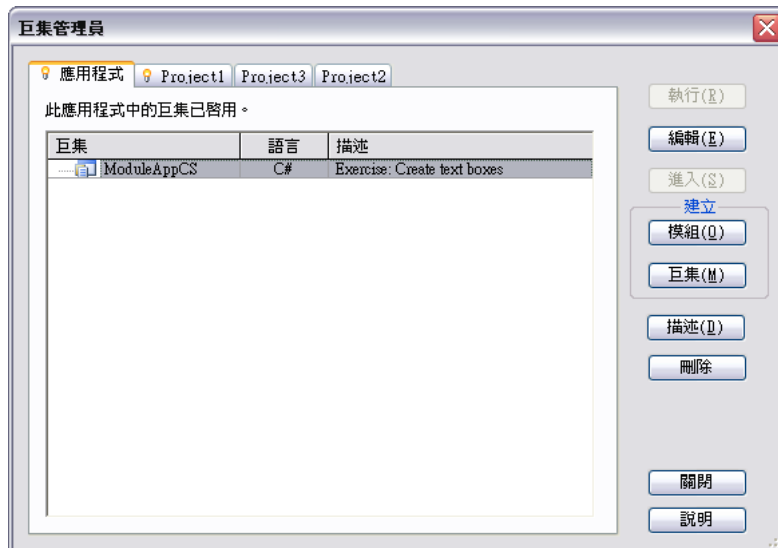 巨集管理員
應用程式 Project1 Project3 Project2
此應用程式中的巨集已啓用。
巨集 語言 描述
ModuleAppCS C# Exercise: Create text boxes
執行(R)
編輯(E)
進入(S)
建立
模組(O)
巨集(M)
描述(D)
刪除
關閉
說明